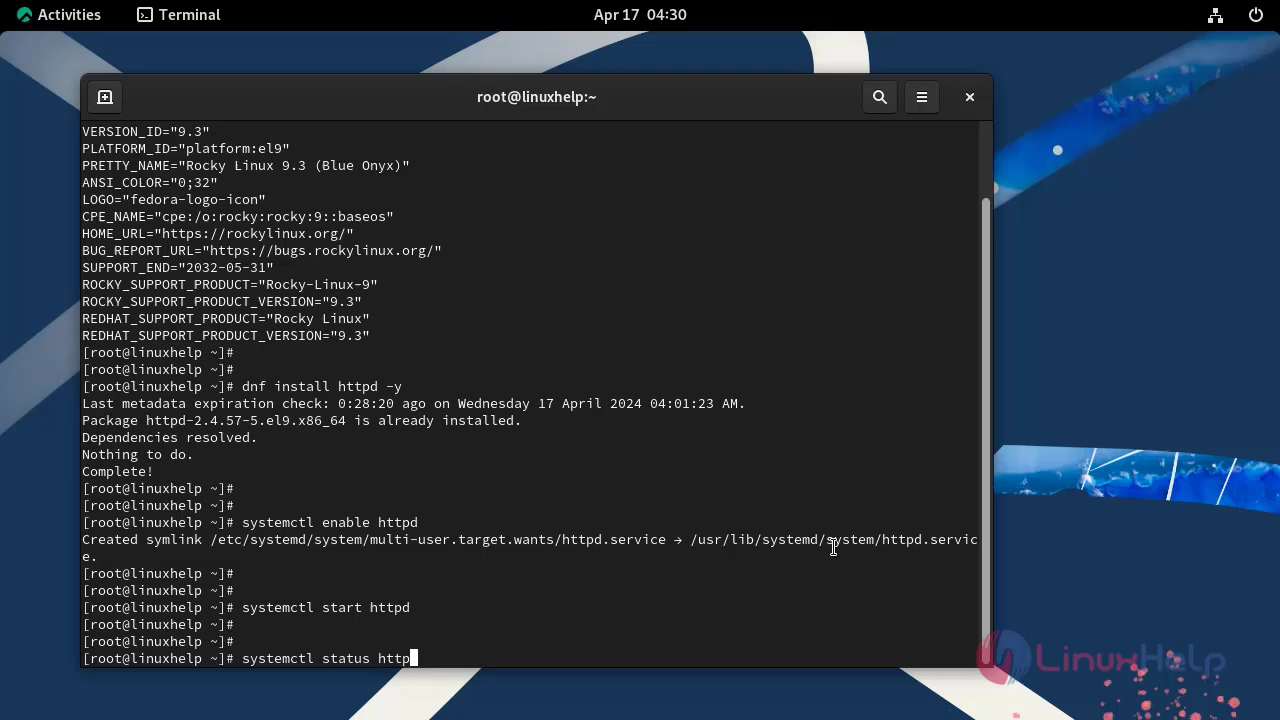 Activities
Terminal
Apr 17 04:30
root@linuxhelp:~
VERSION_ID="9.3"
PLATFORM_ID="platform:el9"
PRETTY_NAME="Rocky Linux 9.3 (Blue Onyx)"
ANSI_COLOR="0;32"
LOGO="fedora-logo-icon"
CPE_NAME="cpe:/o:rocky:rocky:9::baseos"
HOME_URL="https://rockylinux.org/"
BUG_REPORT_URL="https://bugs.rockylinux.org/"
SUPPORT_END="2032-05-31"
ROCKY_SUPPORT_PRODUCT="Rocky-Linux-9"
ROCKY_SUPPORT_PRODUCT_VERSION="9.3"
REDHAT_SUPPORT_PRODUCT="Rocky Linux"
REDHAT_SUPPORT_PRODUCT_VERSION="9.3"
[root@linuxhelp ~]#
[root@linuxhelp ~]#
[root@linuxhelp ~]# dnf install httpd -y
Last metadata expiration check: 0:28:20 ago on Wednesday 17 April 2024 04:01:23 AM.
Package httpd-2.4.57-5.el9.x86_64 is already installed.
Dependencies resolved.
Nothing to do.
Complete!
[root@linuxhelp ~]#
[root@linuxhelp ~]#
[root@linuxhelp ~]# systemctl enable httpd
Created symlink /etc/systemd/system/multi-user.target.wants/httpd.service → /usr/lib/systemd/system/httpd.servic
e.
[root@linuxhelp ~]#
[root@linuxhelp ~]#
[root@linuxhelp ~]# systemctl start httpd
[root@linuxhelp ~]#
[root@linuxhelp ~]#
[root@linuxhelp ~]# systemctl status http
LinuxHelp